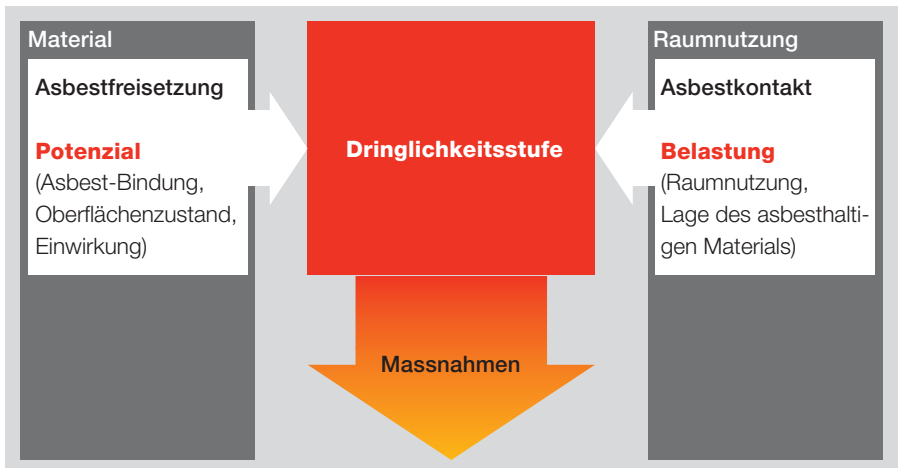 Material
Asbestfreisetzung
Potenzial
(Asbest-Bindung,
Oberflächenzustand,
Einwirkung)
Dringlichkeitsstufe
Massnahmen
Raumnutzung
Asbestkontakt
Belastung
(Raumnutzung,
Lage des asbesthalti-
gen Materials)